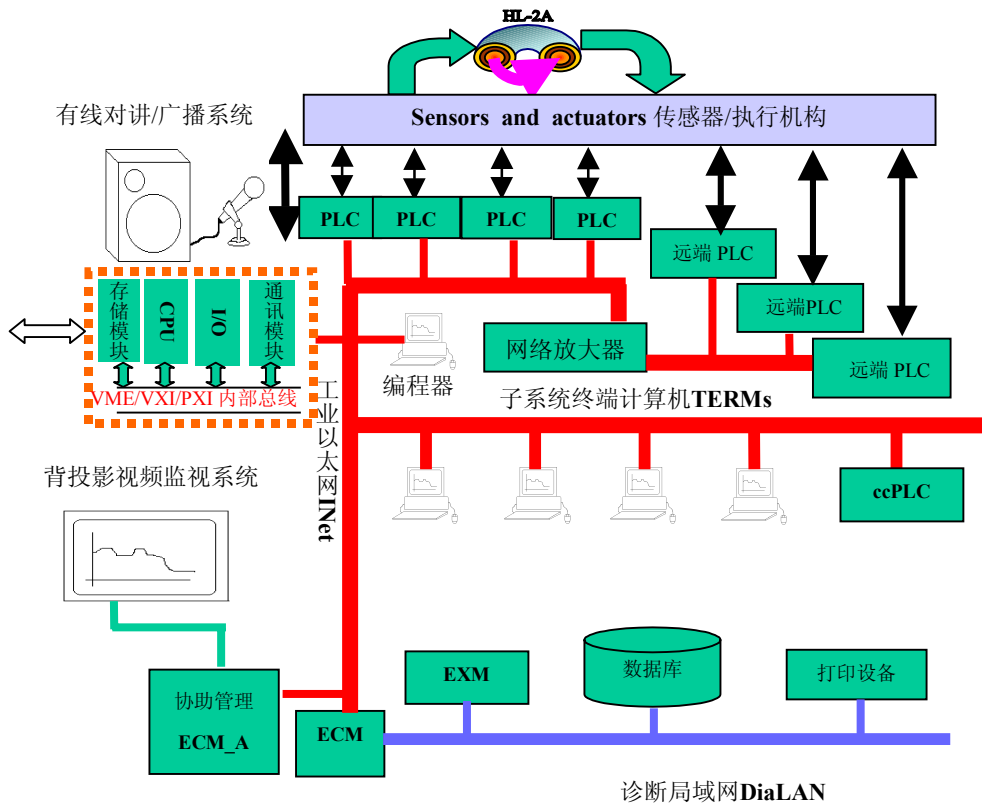 HL-2A
有线对讲/广播系统
Sensors and actuators 传感器/执行机构
PLC
PLC
PLC
PLC
远端 PLC
远端PLC
远端 PLC
存储模块
CPU
I/O
通讯模块
VME/VXI/PXI 内部总线
编程器
网络放大器
子系统终端计算机TERMs
工业以太网INet
背投影视频监视系统
ccPLC
协助管理
ECM_A
ECM
EXM
数据库
打印设备
诊断局域网DiaLAN